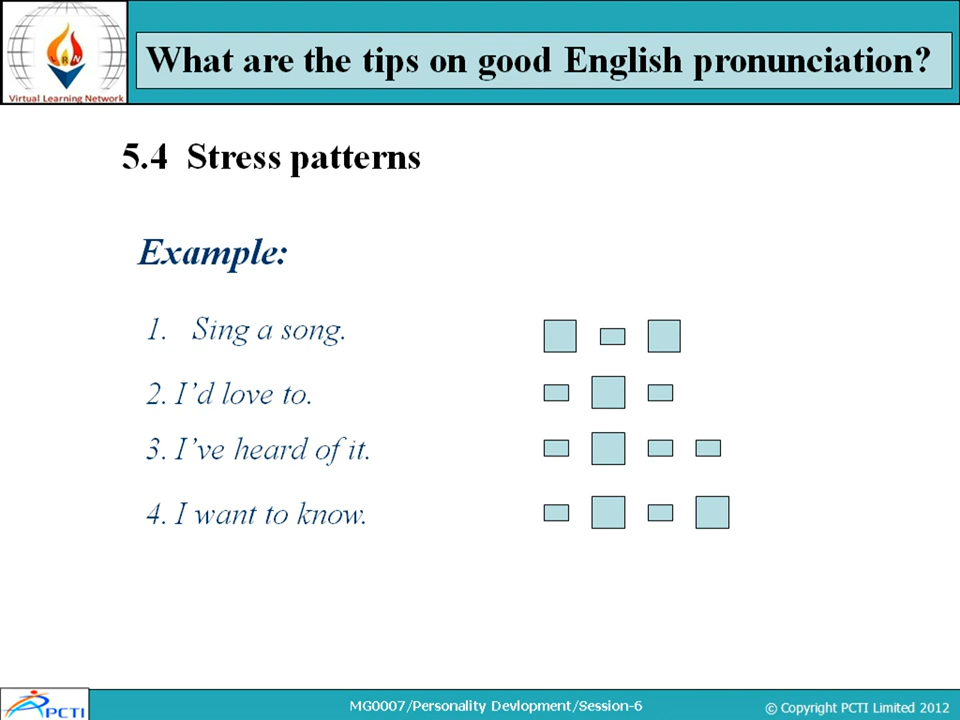 LRN
Virtual Learning Network
What are the tips on good English pronunciation?
5.4 Stress patterns
Example:
1. Sing a song.
2. I’d love to.
3. I’ve heard of it.
4. I want to know.
PCTI
MG0007/Personality Devlopment/Session-6
© Copyright PCTI Limited 2012